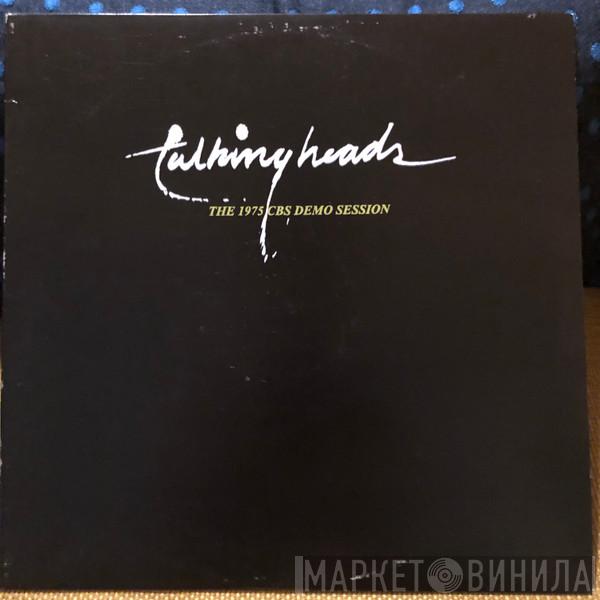 talking heads
THE 1975 CBS DEMO SESSION
МАРКЕТ ВИНИЛА